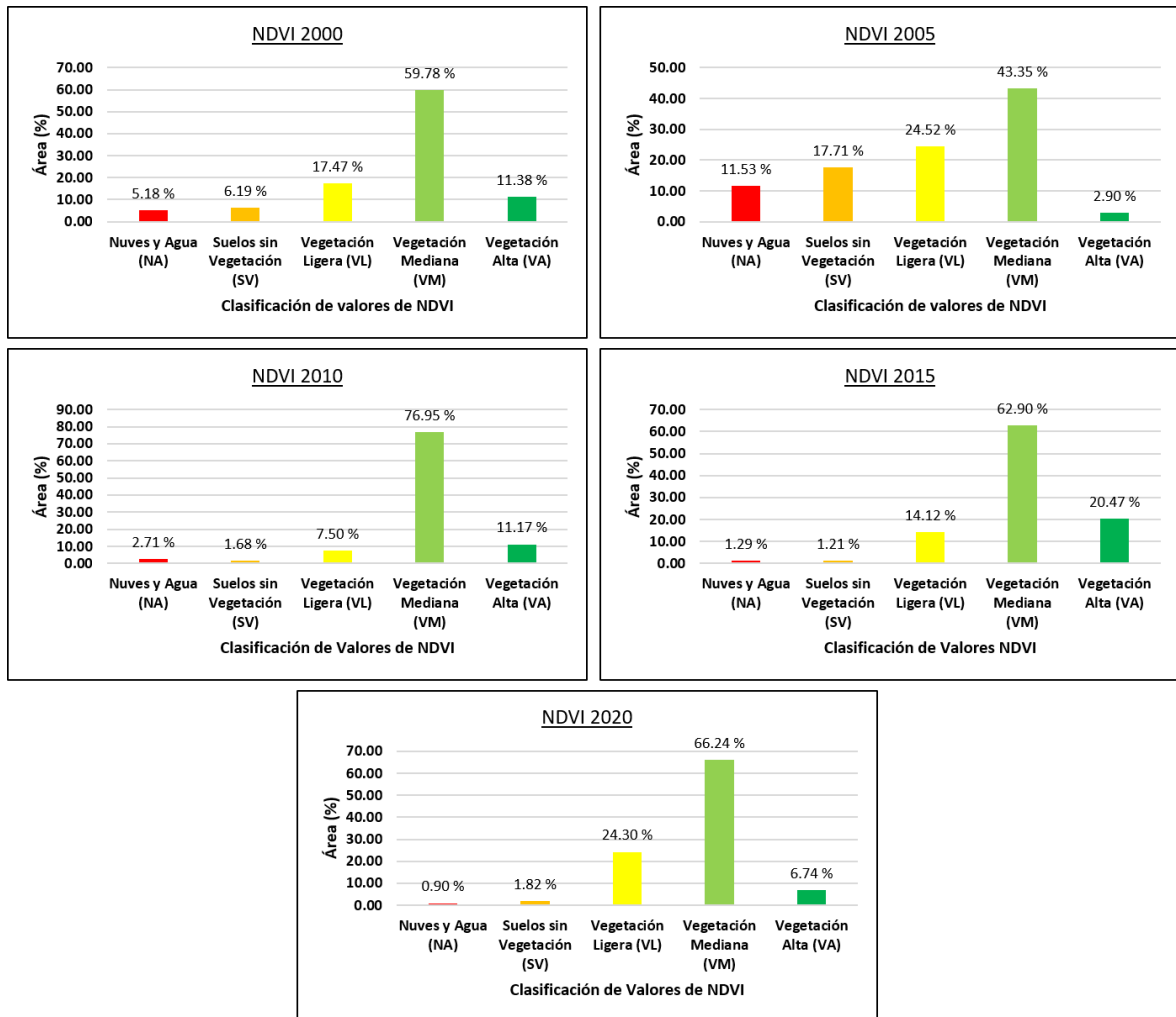 NDVI 2000
Área (%)
70.00
60.00
50.00
40.00
30.00
20.00
10.00
0.00
5.18 %
6.19 %
17.47 %
59.78 %
11.38 %
Nuves y Agua (NA)
Suelos sin Vegetación (SV)
Vegetación Ligera (VL)
Vegetación Mediana (VM)
Vegetación Alta (VA)
Clasificación de valores de NDVI
NDVI 2005
Área (%)
50.00
40.00
30.00
20.00
10.00
0.00
11.53 %
17.71 %
24.52 %
43.35 %
2.90 %
Nuves y Agua (NA)
Suelos sin Vegetación (SV)
Vegetación Ligera (VL)
Vegetación Mediana (VM)
Vegetación Alta (VA)
Clasificación de valores de NDVI
NDVI 2010
Área (%)
90.00
80.00
70.00
60.00
50.00
40.00
30.00
20.00
10.00
0.00
2.71 %
1.68 %
7.50 %
76.95 %
11.17 %
Nuves y Agua (NA)
Suelos sin Vegetación (SV)
Vegetación Ligera (VL)
Vegetación Mediana (VM)
Vegetación Alta (VA)
Clasificación de Valores de NDVI
NDVI 2015
Área (%)
70.00
60.00
50.00
40.00
30.00
20.00
10.00
0.00
1.29 %
1.21 %
14.12 %
62.90 %
20.47 %
Nuves y Agua (NA)
Suelos sin Vegetación (SV)
Vegetación Ligera (VL)
Vegetación Mediana (VM)
Vegetación Alta (VA)
Clasificación de Valores NDVI
NDVI 2020
Área (%)
70.00
60.00
50.00
40.00
30.00
20.00
10.00
0.00
0.90 %
1.82 %
24.30 %
66.24 %
6.74 %
Nuves y Agua (NA)
Suelos sin Vegetación (SV)
Vegetación Ligera (VL)
Vegetación Mediana (VM)
Vegetación Alta (VA)
Clasificación de Valores de NDVI